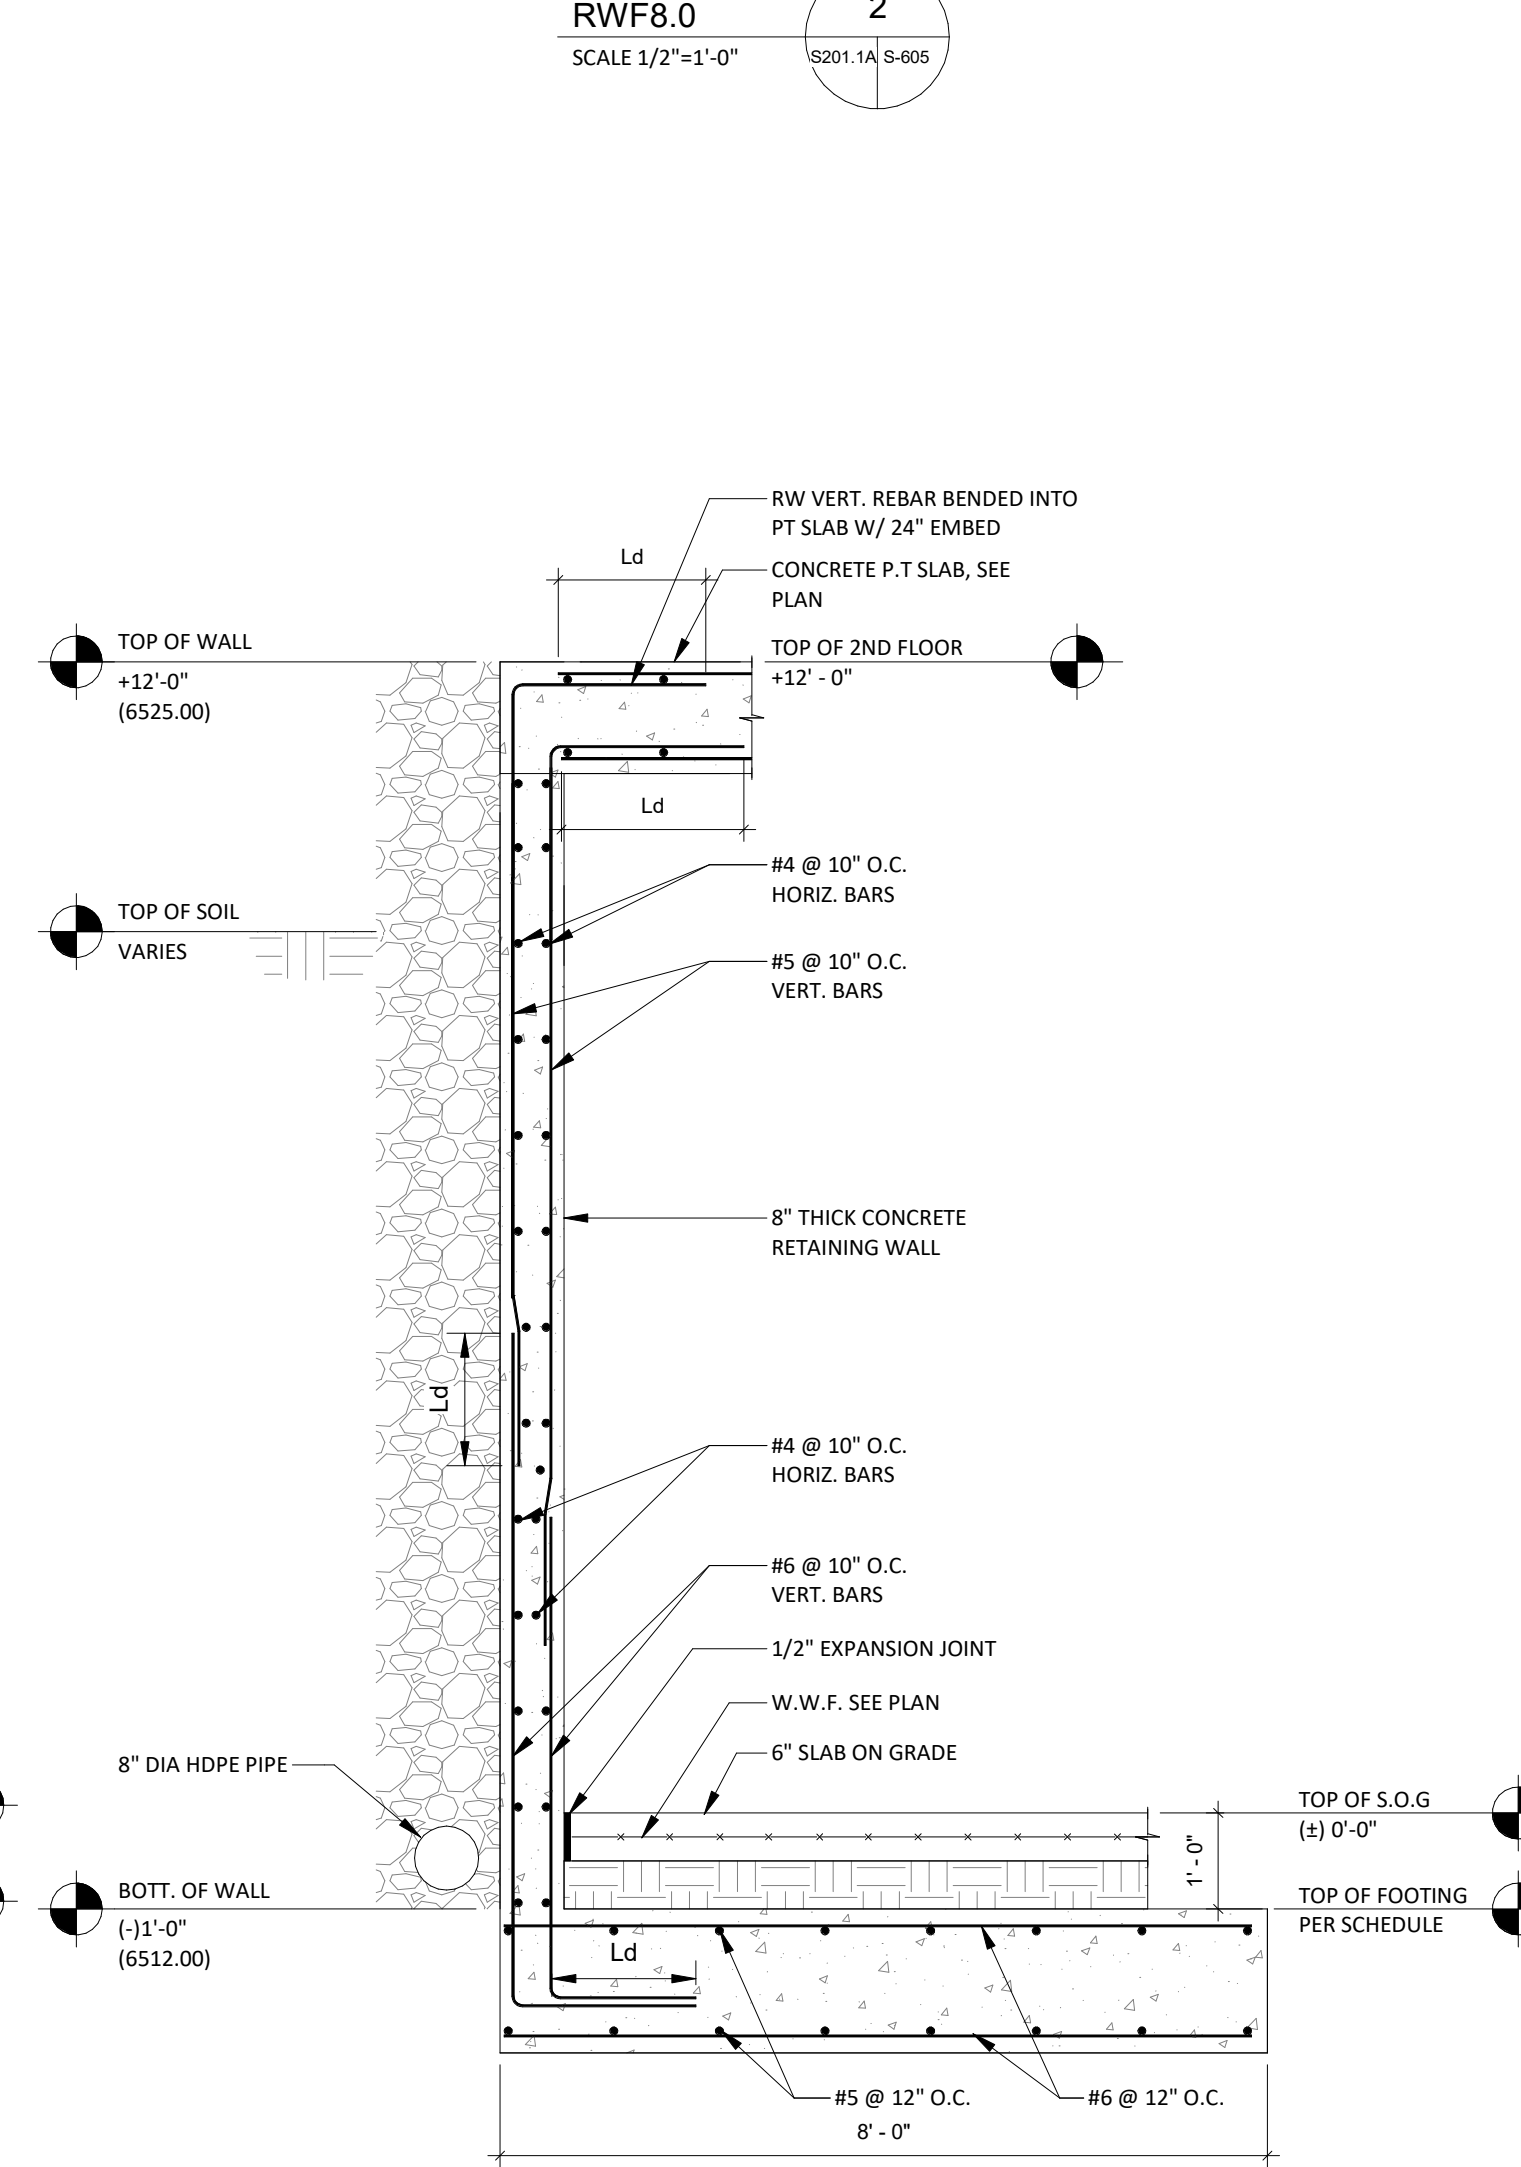 RWF8.0
SCALE 1/2"=1'-0"
2
S201.1A S-605
RW VERT. REBAR BENDED INTO
PT SLAB W/ 24" EMBED
Ld
CONCRETE P.T SLAB, SEE
PLAN
TOP OF WALL
+12'-0"
(6525.00)
TOP OF 2ND FLOOR
+12' - 0"
Ld
#4 @ 10" O.C.
HORIZ. BARS
TOP OF SOIL
VARIES
#5 @ 10" O.C.
VERT. BARS
8" THICK CONCRETE
RETAINING WALL
Ld
#4 @ 10" O.C.
HORIZ. BARS
#6 @ 10" O.C.
VERT. BARS
1/2" EXPANSION JOINT
W.W.F. SEE PLAN
6" SLAB ON GRADE
8" DIA HDPE PIPE
TOP OF S.O.G
(±) 0'-0"
1' - 0"
BOTT. OF WALL
(-)1'-0"
(6512.00)
TOP OF FOOTING
PER SCHEDULE
Ld
#5 @ 12" O.C.
#6 @ 12" O.C.
8' - 0"